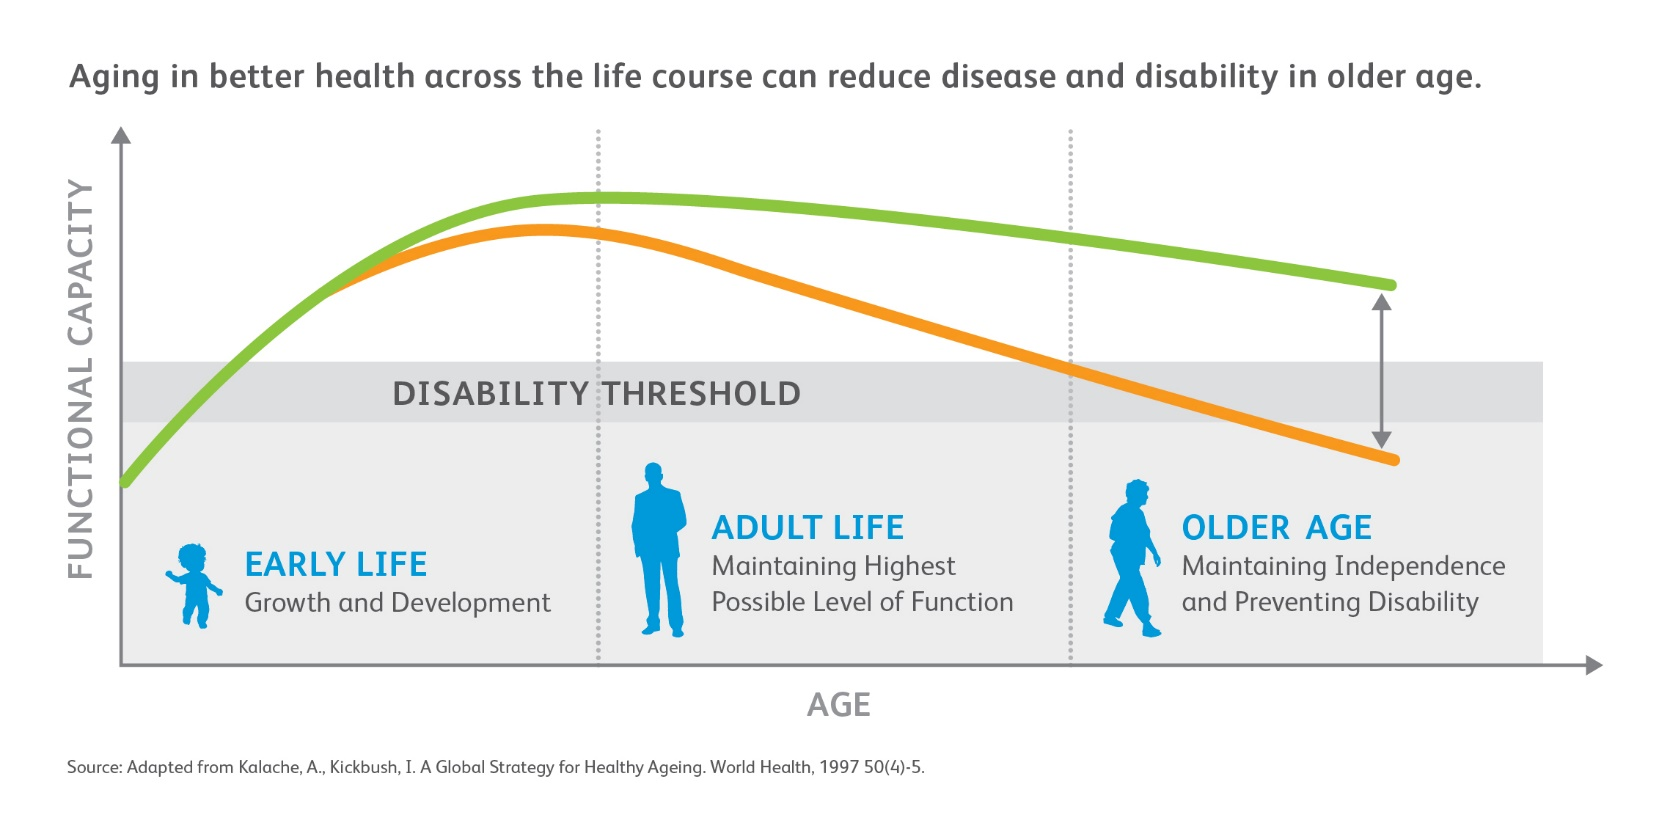 Aging in better health across the life course can reduce disease and disability in older age.
FUNCTIONAL CAPACITY
DISABILITY THRESHOLD
EARLY LIFE
Growth and Development
ADULT LIFE
Maintaining Highest
Possible Level of Function
OLDER AGE
Maintaining Independence
and Preventing Disability
AGE
Source: Adapted from Kalache, A., Kickbush, I. A Global Strategy for Healthy Ageing. World Health, 1997 50(4)-5.